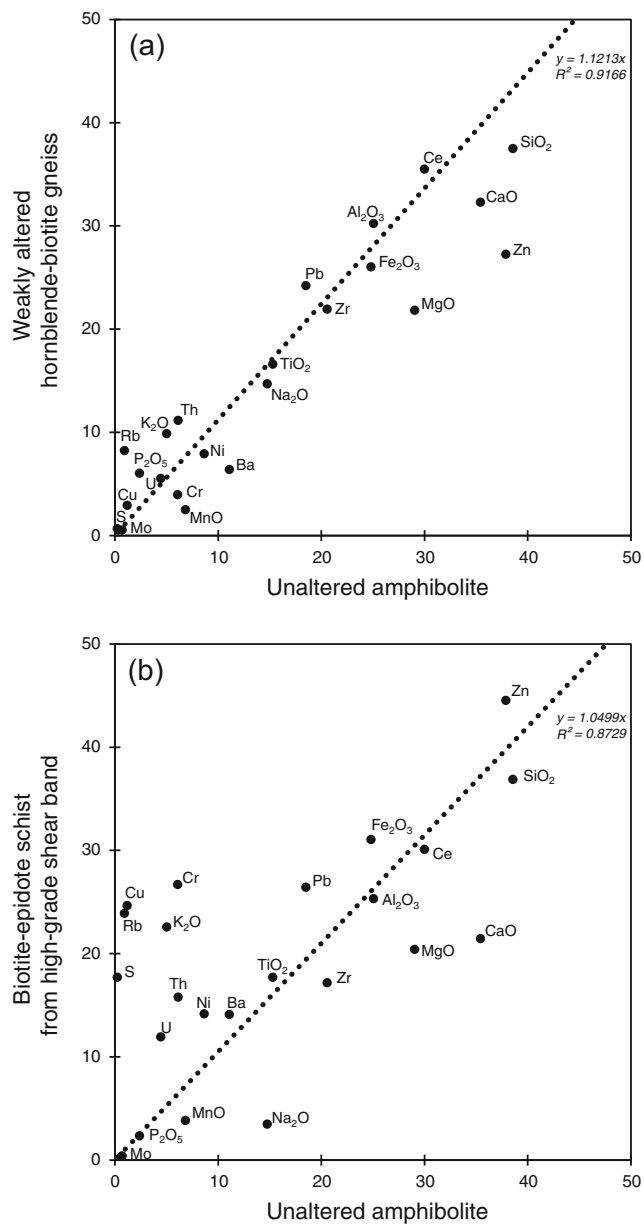 (a)
y = 1.1213x
R² = 0.9166
50
40
30
20
10
0
Weakly altered
hornblende-biotite gneiss
SiO₂
Ce
CaO
Al₂O₃
Zn
Fe₂O₃
Pb
MgO
Zr
TiO₂
Na₂O
Th
K₂O
Rb
Ni
P₂O₅
Ba
U
Cr
Cu
MnO
S
Mo
0 10 20 30 40 50
Unaltered amphibolite
(b)
y = 1.0499x
R² = 0.8729
50
40
30
20
10
0
Biotite-epidote schist
from high-grade shear band
Zn
SiO₂
Fe₂O₃
Ce
Cr
Pb
Cu
Al₂O₃
Rb
K₂O
CaO
MgO
S
TiO₂
Zr
Th
Ni
Ba
U
MnO
Na₂O
P₂O₅
Mo
0 10 20 30 40 50
Unaltered amphibolite